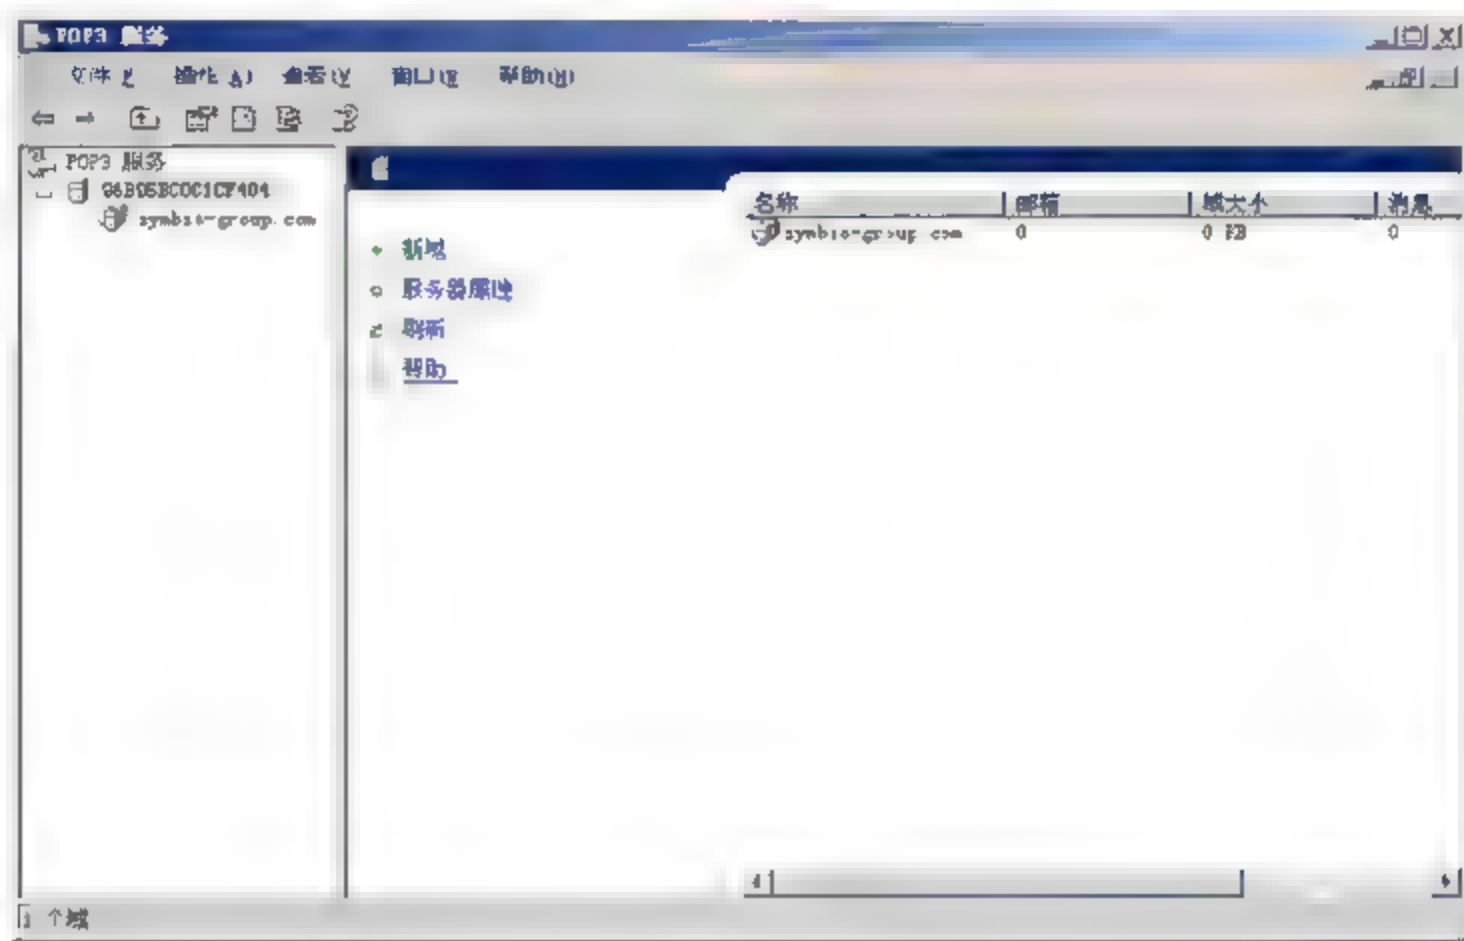 POP3 服务
文件(F) 操作(A) 查看(V) 窗口(W) 帮助(H)
POP3 服务
symbio-group.com
名称 邮箱 域大小 消息
symbio-group.com 0 0 KB 0
新域
服务器属性
刷新
帮助
1 个域